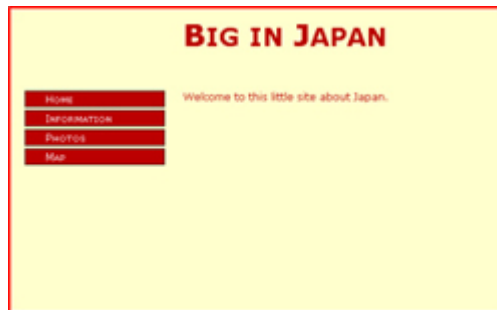 Big in Japan
Home
Information
Photos
Map
Welcome to this little site about Japan.